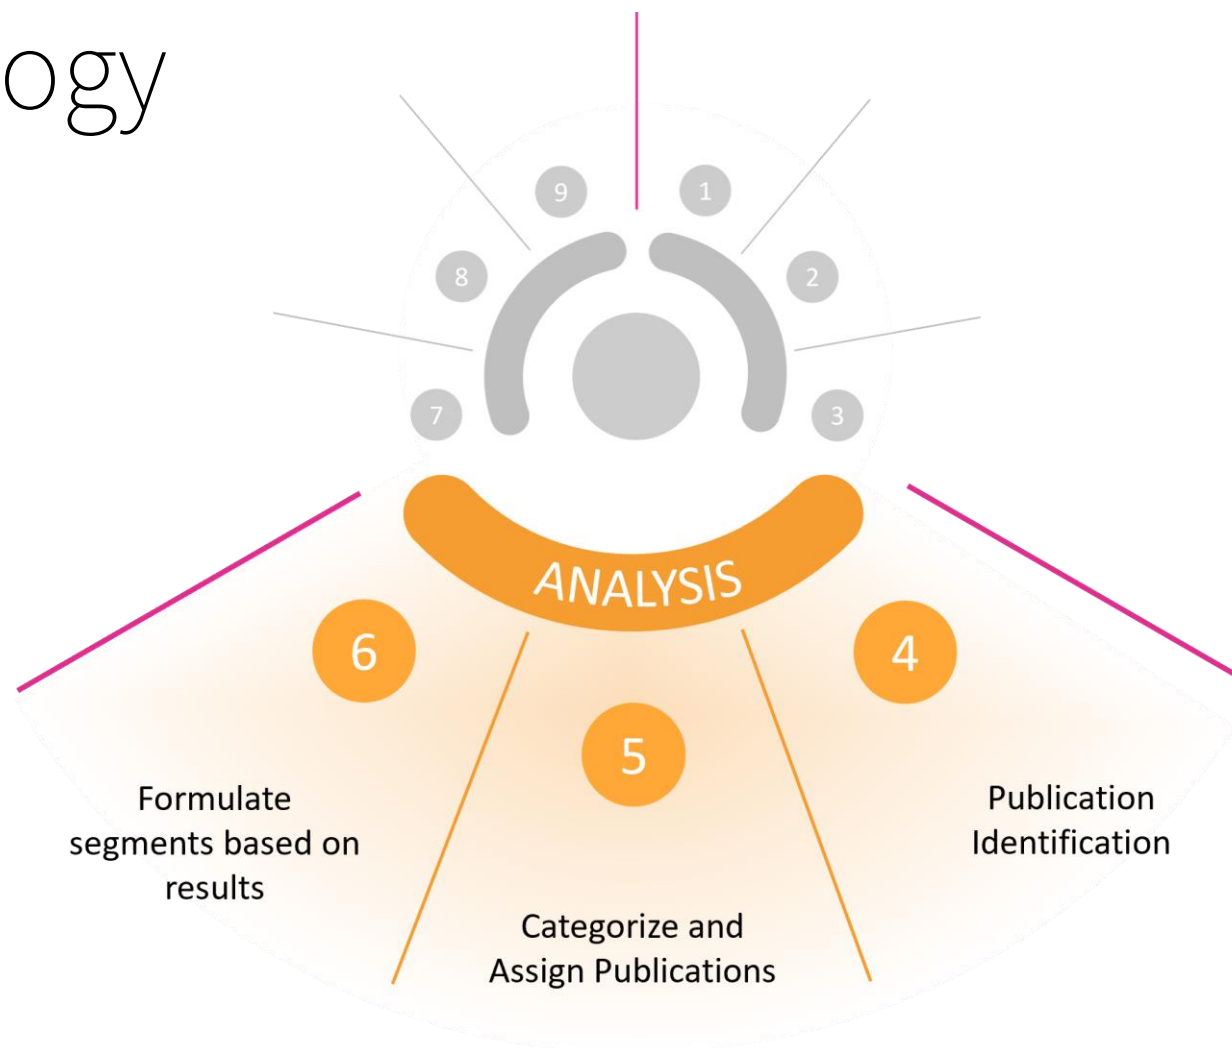 ogy
9
1
8
2
7
3
ANALYSIS
6
4
5
Formulate
segments based on
results
Publication
Identification
Categorize and
Assign Publications